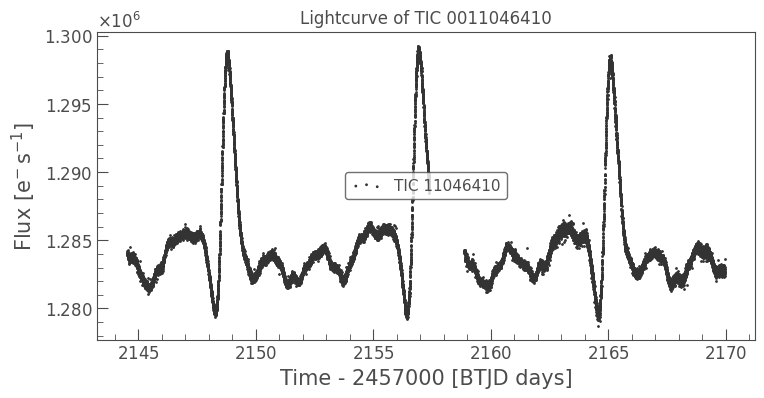 Lightcurve of TIC 0011046410
×10⁶
1.300
1.295
1.290
1.285
1.280
Flux [e⁻ s⁻¹]
TIC 11046410
2145 2150 2155 2160 2165 2170
Time - 2457000 [BTJD days]